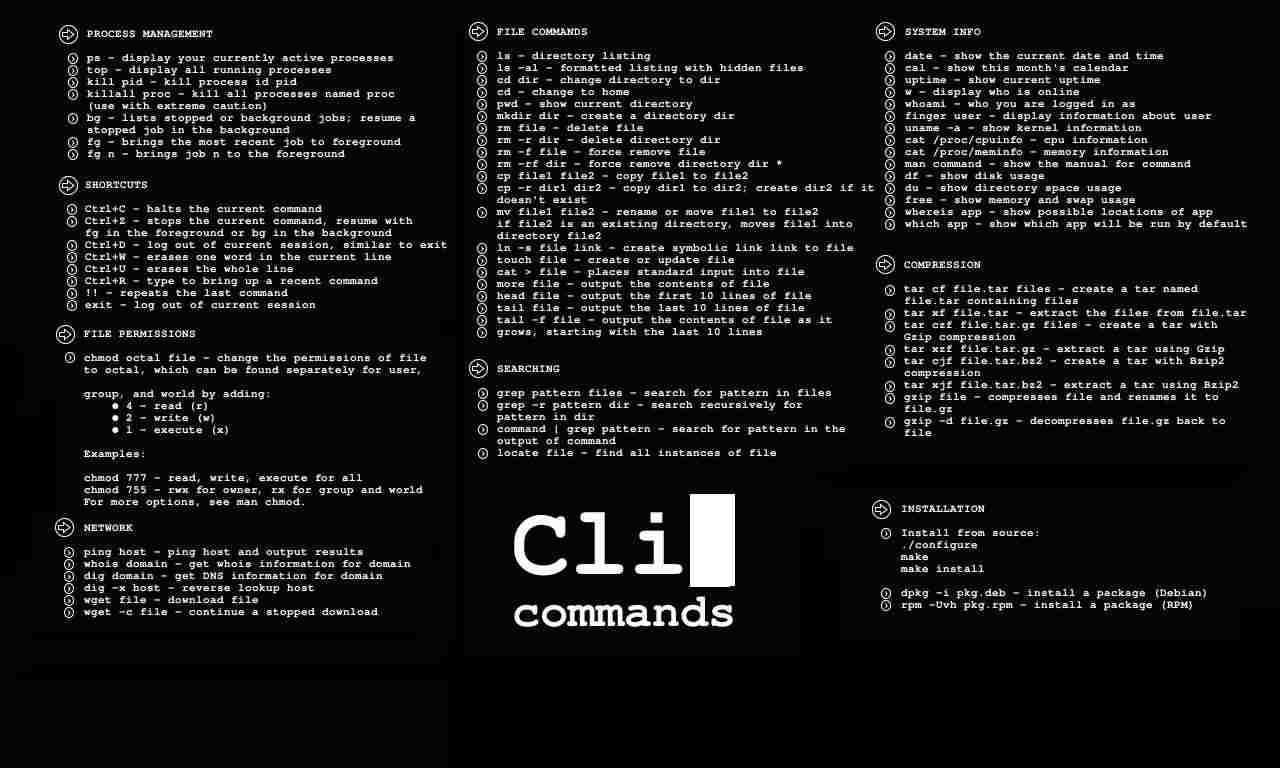 PROCESS MANAGEMENT
ps - display your currently active processes
top - display all running processes
kill pid - kill process id pid
killall proc - kill all processes named proc
(use with extreme caution)
bg - lists stopped or background jobs; resume a
stopped job in the background
fg - brings the most recent job to foreground
fg n - brings job n to the foreground
SHORTCUTS
Ctrl+C - halts the current command
Ctrl+Z - stops the current command, resume with
fg in the foreground or bg in the background
Ctrl+D - log out of current session, similar to exit
Ctrl+W - erases one word in the current line
Ctrl+U - erases the whole line
Ctrl+R - type to bring up a recent command
!! - repeats the last command
exit - log out of current session
FILE PERMISSIONS
chmod octal file - change the permissions of file
to octal, which can be found separately for user,
group, and world by adding:
● 4 - read (r)
● 2 - write (w)
● 1 - execute (x)
Examples:
chmod 777 - read, write, execute for all
chmod 755 - rwx for owner, rx for group and world
For more options, see man chmod.
NETWORK
ping host - ping host and output results
whois domain - get whois information for domain
dig domain - get DNS information for domain
dig -x host - reverse lookup host
wget file - download file
wget -c file - continue a stopped download
FILE COMMANDS
ls - directory listing
ls -al - formatted listing with hidden files
cd dir - change directory to dir
cd - change to home
pwd - show current directory
mkdir dir - create a directory dir
rm file - delete file
rm -r dir - delete directory dir
rm -f file - force remove file
rm -rf dir - force remove directory dir *
cp file1 file2 - copy file1 to file2
cp -r dir1 dir2 - copy dir1 to dir2; create dir2 if it
doesn't exist
mv file1 file2 - rename or move file1 to file2
if file2 is an existing directory, moves file1 into
directory file2
ln -s file link - create symbolic link link to file
touch file - create or update file
cat > file - places standard input into file
more file - output the contents of file
head file - output the first 10 lines of file
tail file - output the last 10 lines of file
tail -f file - output the contents of file as it
grows, starting with the last 10 lines
SEARCHING
grep pattern files - search for pattern in files
grep -r pattern dir - search recursively for
pattern in dir
command | grep pattern - search for pattern in the
output of command
locate file - find all instances of file
Cli
commands
SYSTEM INFO
date - show the current date and time
cal - show this month's calendar
uptime - show current uptime
w - display who is online
whoami - who you are logged in as
finger user - display information about user
uname -a - show kernel information
cat /proc/cpuinfo - cpu information
cat /proc/meminfo - memory information
man command - show the manual for command
df - show disk usage
du - show directory space usage
free - show memory and swap usage
whereis app - show possible locations of app
which app - show which app will be run by default
COMPRESSION
tar cf file.tar files - create a tar named
file.tar containing files
tar xf file.tar - extract the files from file.tar
tar czf file.tar.gz files - create a tar with
Gzip compression
tar xzf file.tar.gz - extract a tar using Gzip
tar cjf file.tar.bz2 - create a tar with Bzip2
compression
tar xjf file.tar.bz2 - extract a tar using Bzip2
gzip file - compresses file and renames it to
file.gz
gzip -d file.gz - decompresses file.gz back to
file
INSTALLATION
Install from source:
./configure
make
make install
dpkg -i pkg.deb - install a package (Debian)
rpm -Uvh pkg.rpm - install a package (RPM)